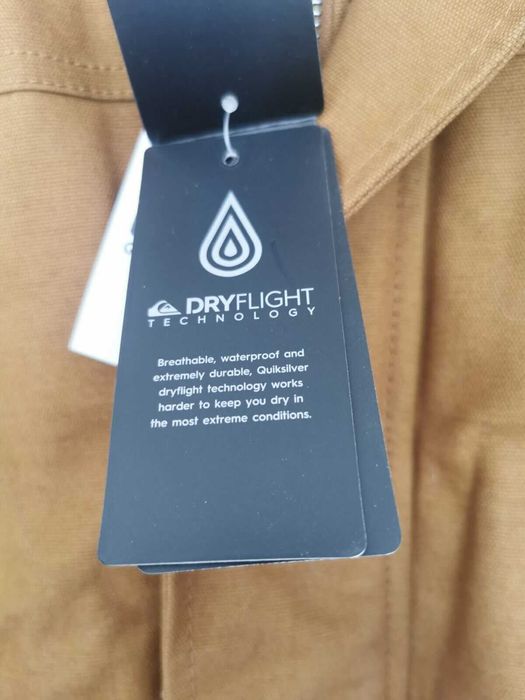 DRYFLIGHT
TECHNOLOGY
Breathable, waterproof and
extremely durable, Quiksilver
dryflight technology works
harder to keep you dry in
the most extreme conditions.